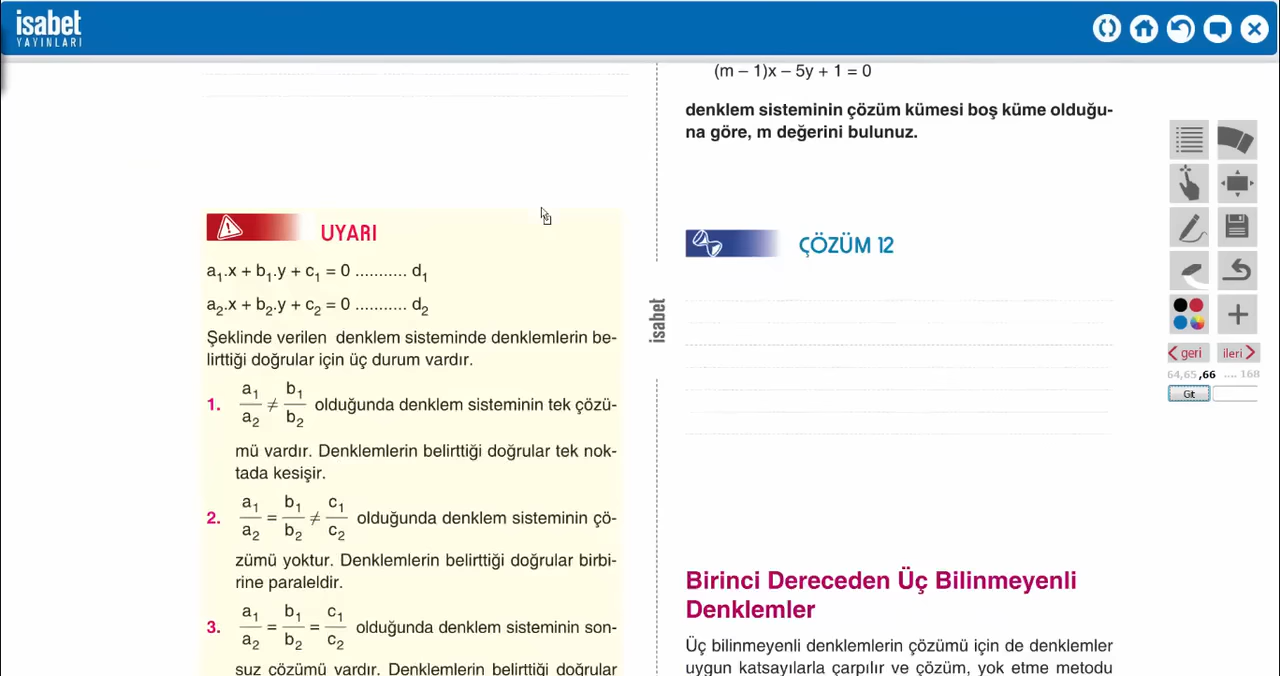 isabet
YAYINLARI
UYARI
a₁.x + b₁.y + c₁ = 0 ........... d₁
a₂.x + b₂.y + c₂ = 0 ........... d₂
Şeklinde verilen denklem sisteminde denklemlerin be-
lirttiği doğrular için üç durum vardır.
1. a₁/a₂ ≠ b₁/b₂ olduğunda denklem sisteminin tek çözü-
mü vardır. Denklemlerin belirttiği doğrular tek nok-
tada kesişir.
2. a₁/a₂ = b₁/b₂ ≠ c₁/c₂ olduğunda denklem sisteminin çö-
zümü yoktur. Denklemlerin belirttiği doğrular birbi-
rine paraleldir.
3. a₁/a₂ = b₁/b₂ = c₁/c₂ olduğunda denklem sisteminin son-
suz çözümü vardır. Denklemlerin belirttiği doğrular
isabet
(m – 1)x – 5y + 1 = 0
denklem sisteminin çözüm kümesi boş küme olduğu-
na göre, m değerini bulunuz.
ÇÖZÜM 12
Birinci Dereceden Üç Bilinmeyenli
Denklemler
Üç bilinmeyenli denklemlerin çözümü için de denklemler
uygun katsayılarla çarpılır ve çözüm, yok etme metodu
geri ileri
64,65,66 .... 168
Git